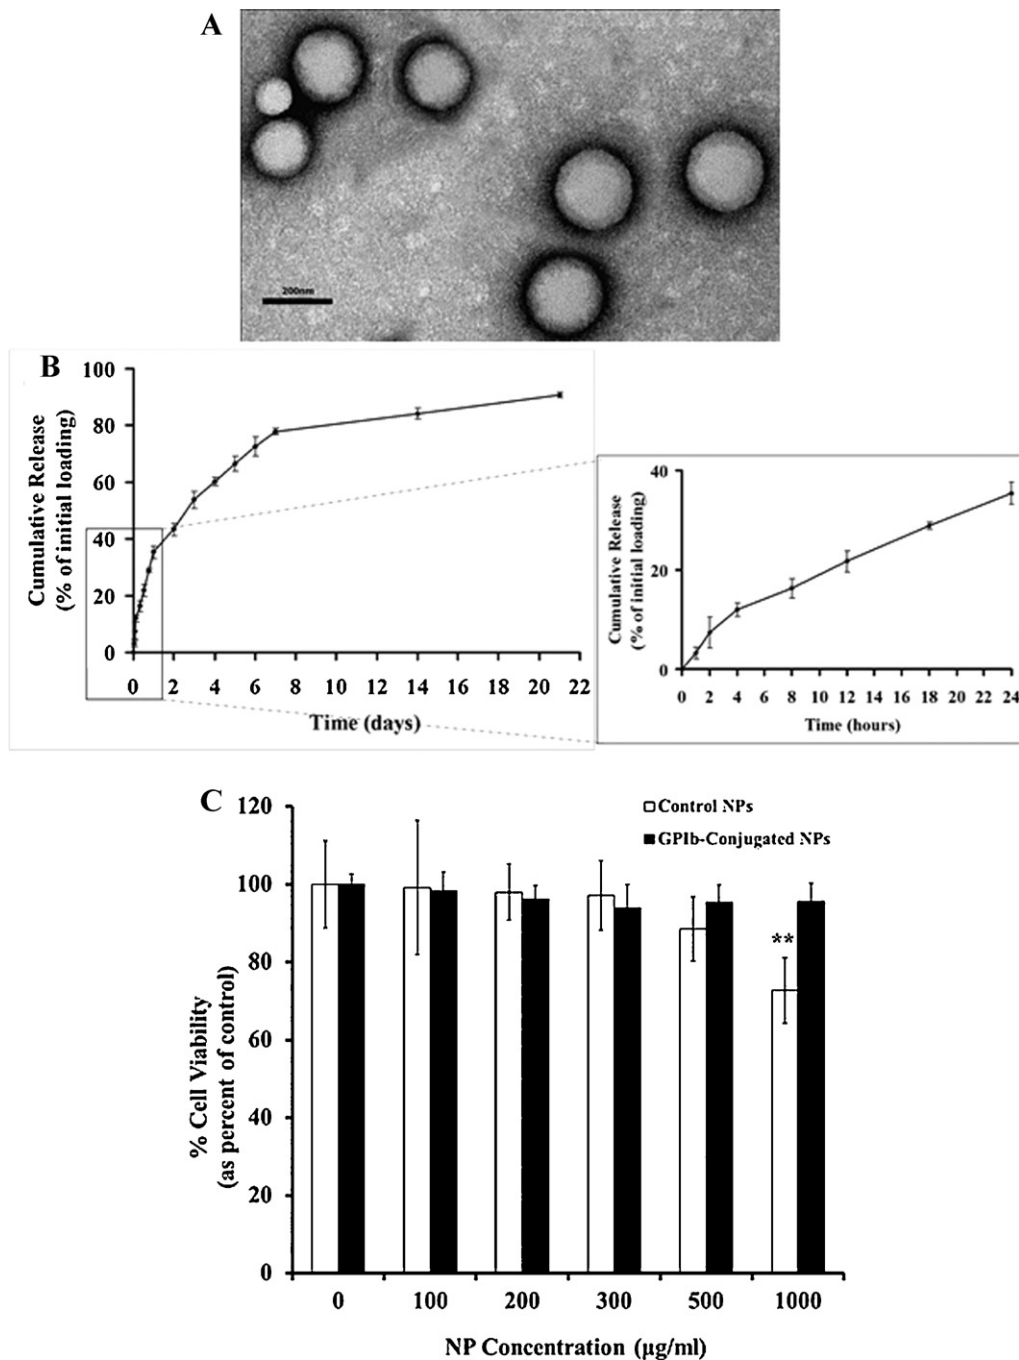 A
200nm
B
Cumulative Release
(% of initial loading)
100
80
60
40
20
0
0 2 4 6 8 10 12 14 16 18 20 22
Time (days)
Cumulative Release
(% of initial loading)
40
20
0
0 1 2 4 6 8 10 12 14 16 18 20 22 24
Time (hours)
C
% Cell Viability
(as percent of control)
120
100
80
60
40
20
0
Control NPs
GPIb-Conjugated NPs
**
0 100 200 300 500 1000
NP Concentration (µg/ml)